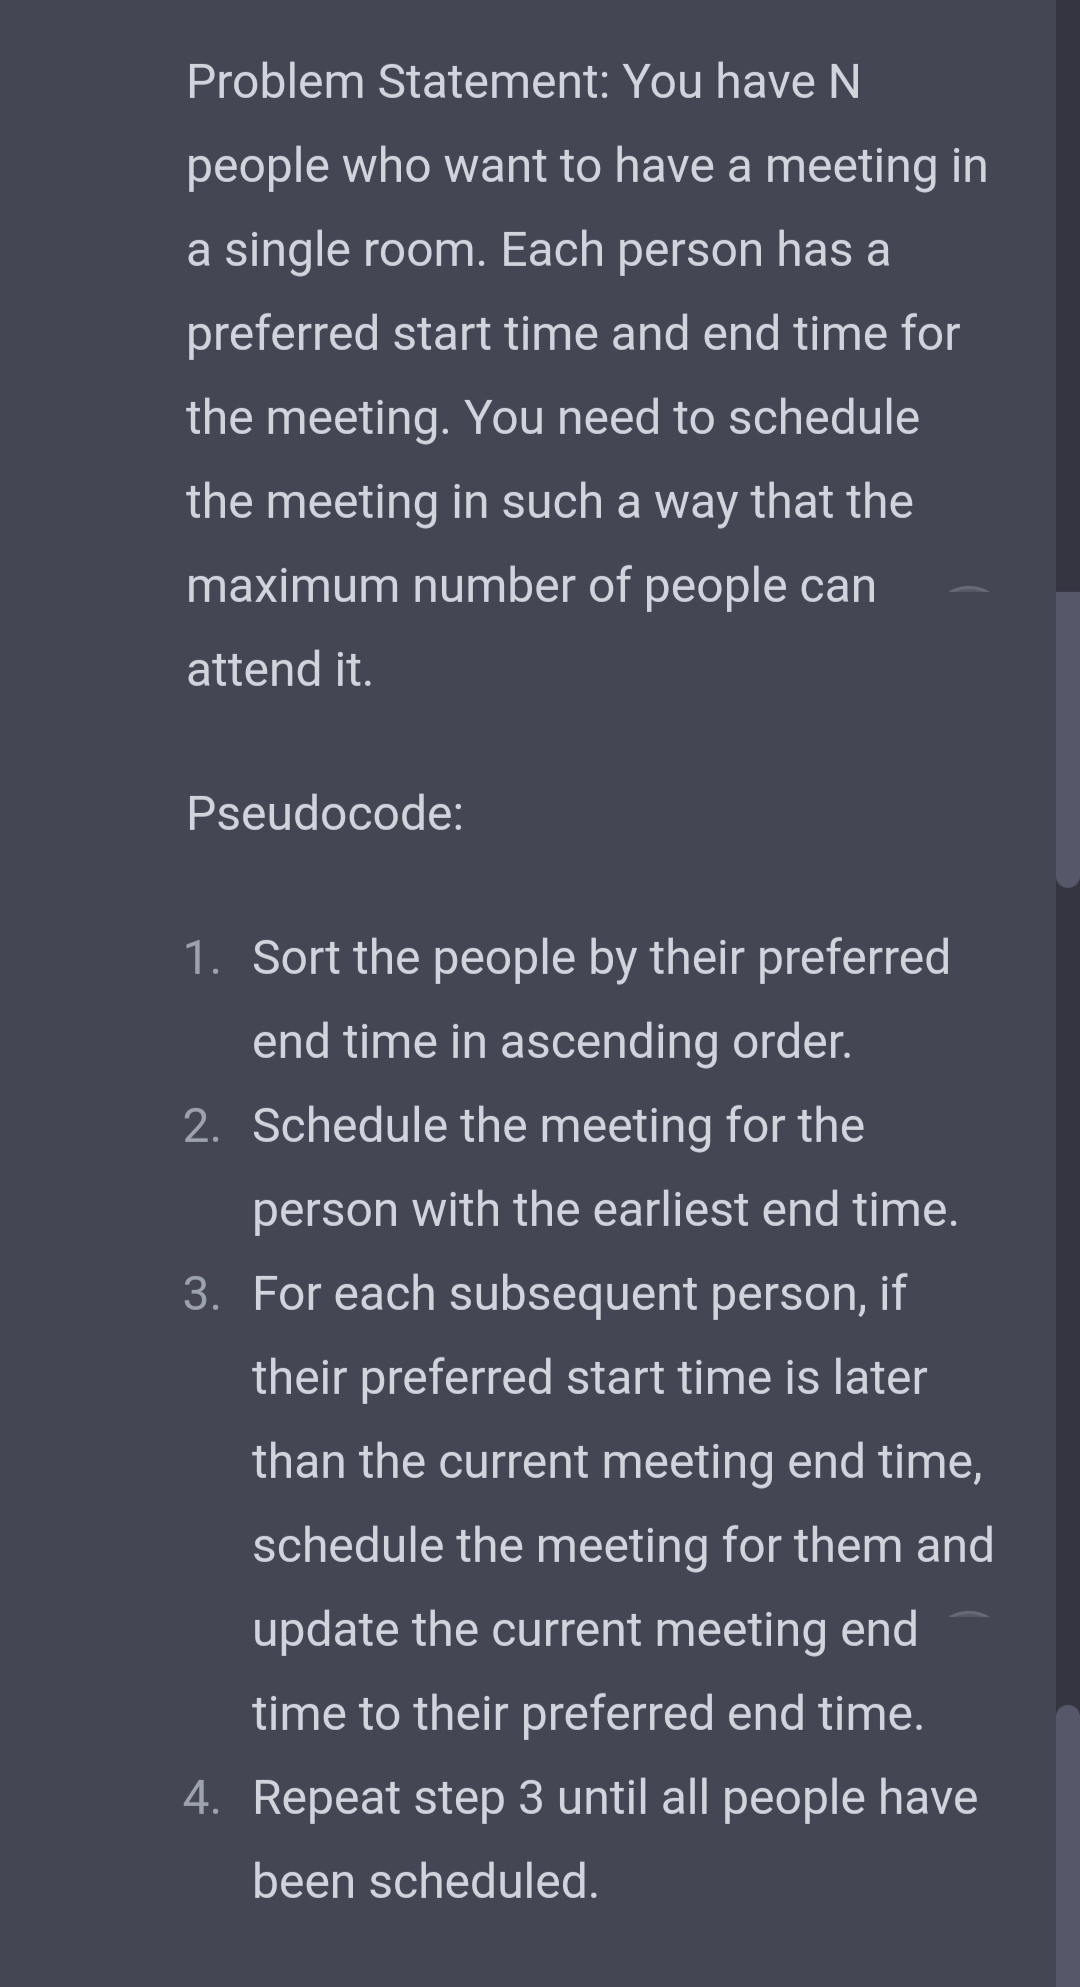 Problem Statement: You have N
people who want to have a meeting in
a single room. Each person has a
preferred start time and end time for
the meeting. You need to schedule
the meeting in such a way that the
maximum number of people can
attend it.
Pseudocode:
1. Sort the people by their preferred
end time in ascending order.
2. Schedule the meeting for the
person with the earliest end time.
3. For each subsequent person, if
their preferred start time is later
than the current meeting end time,
schedule the meeting for them and
update the current meeting end
time to their preferred end time.
4. Repeat step 3 until all people have
been scheduled.